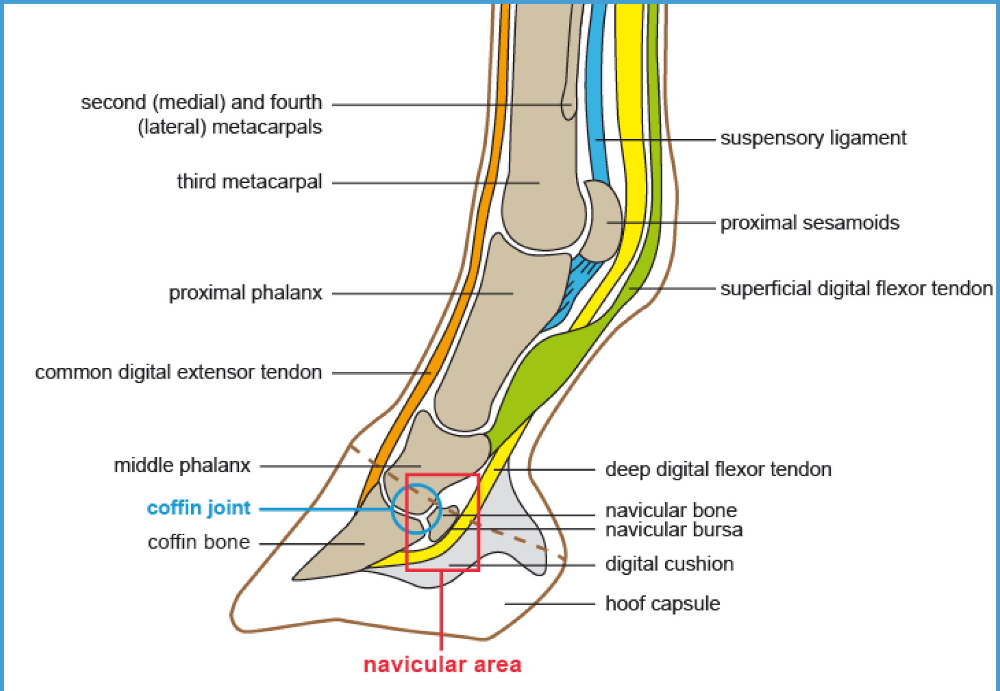 second (medial) and fourth
(lateral) metacarpals
third metacarpal
proximal phalanx
common digital extensor tendon
middle phalanx
coffin joint
coffin bone
suspensory ligament
proximal sesamoids
superficial digital flexor tendon
deep digital flexor tendon
navicular bone
navicular bursa
digital cushion
hoof capsule
navicular area